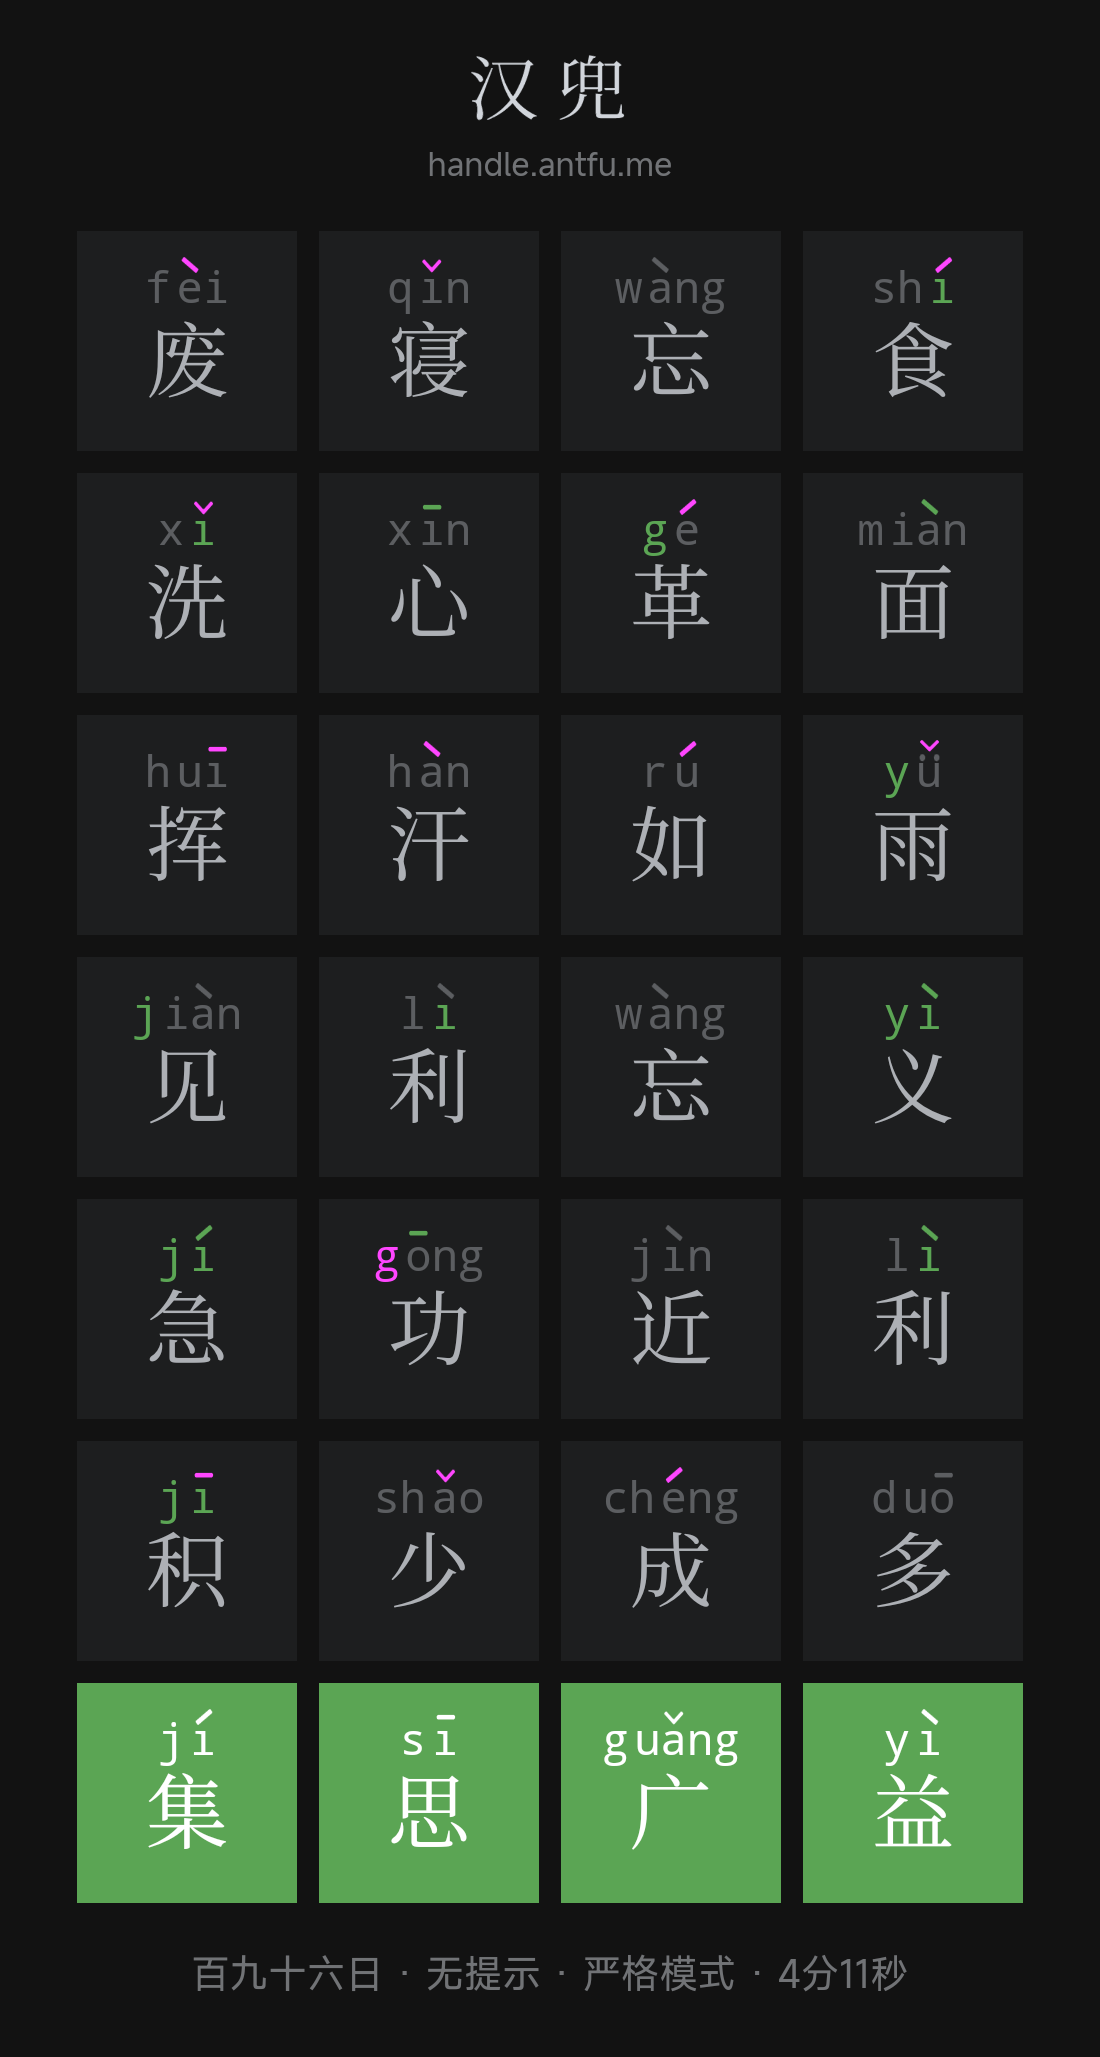 汉兜
handle.antfu.me
fèi qǐn wàng shí
废 寝 忘 食
xǐ xīn gé miàn
洗 心 革 面
huī hàn rú yǚ
挥 汗 如 雨
jiàn lì wàng yì
见 利 忘 义
jí gōng jìn lì
急 功 近 利
jī shǎo chéng duō
积 少 成 多
jí sī guǎng yì
集 思 广 益
百九十六日 · 无提示 · 严格模式 · 4分11秒